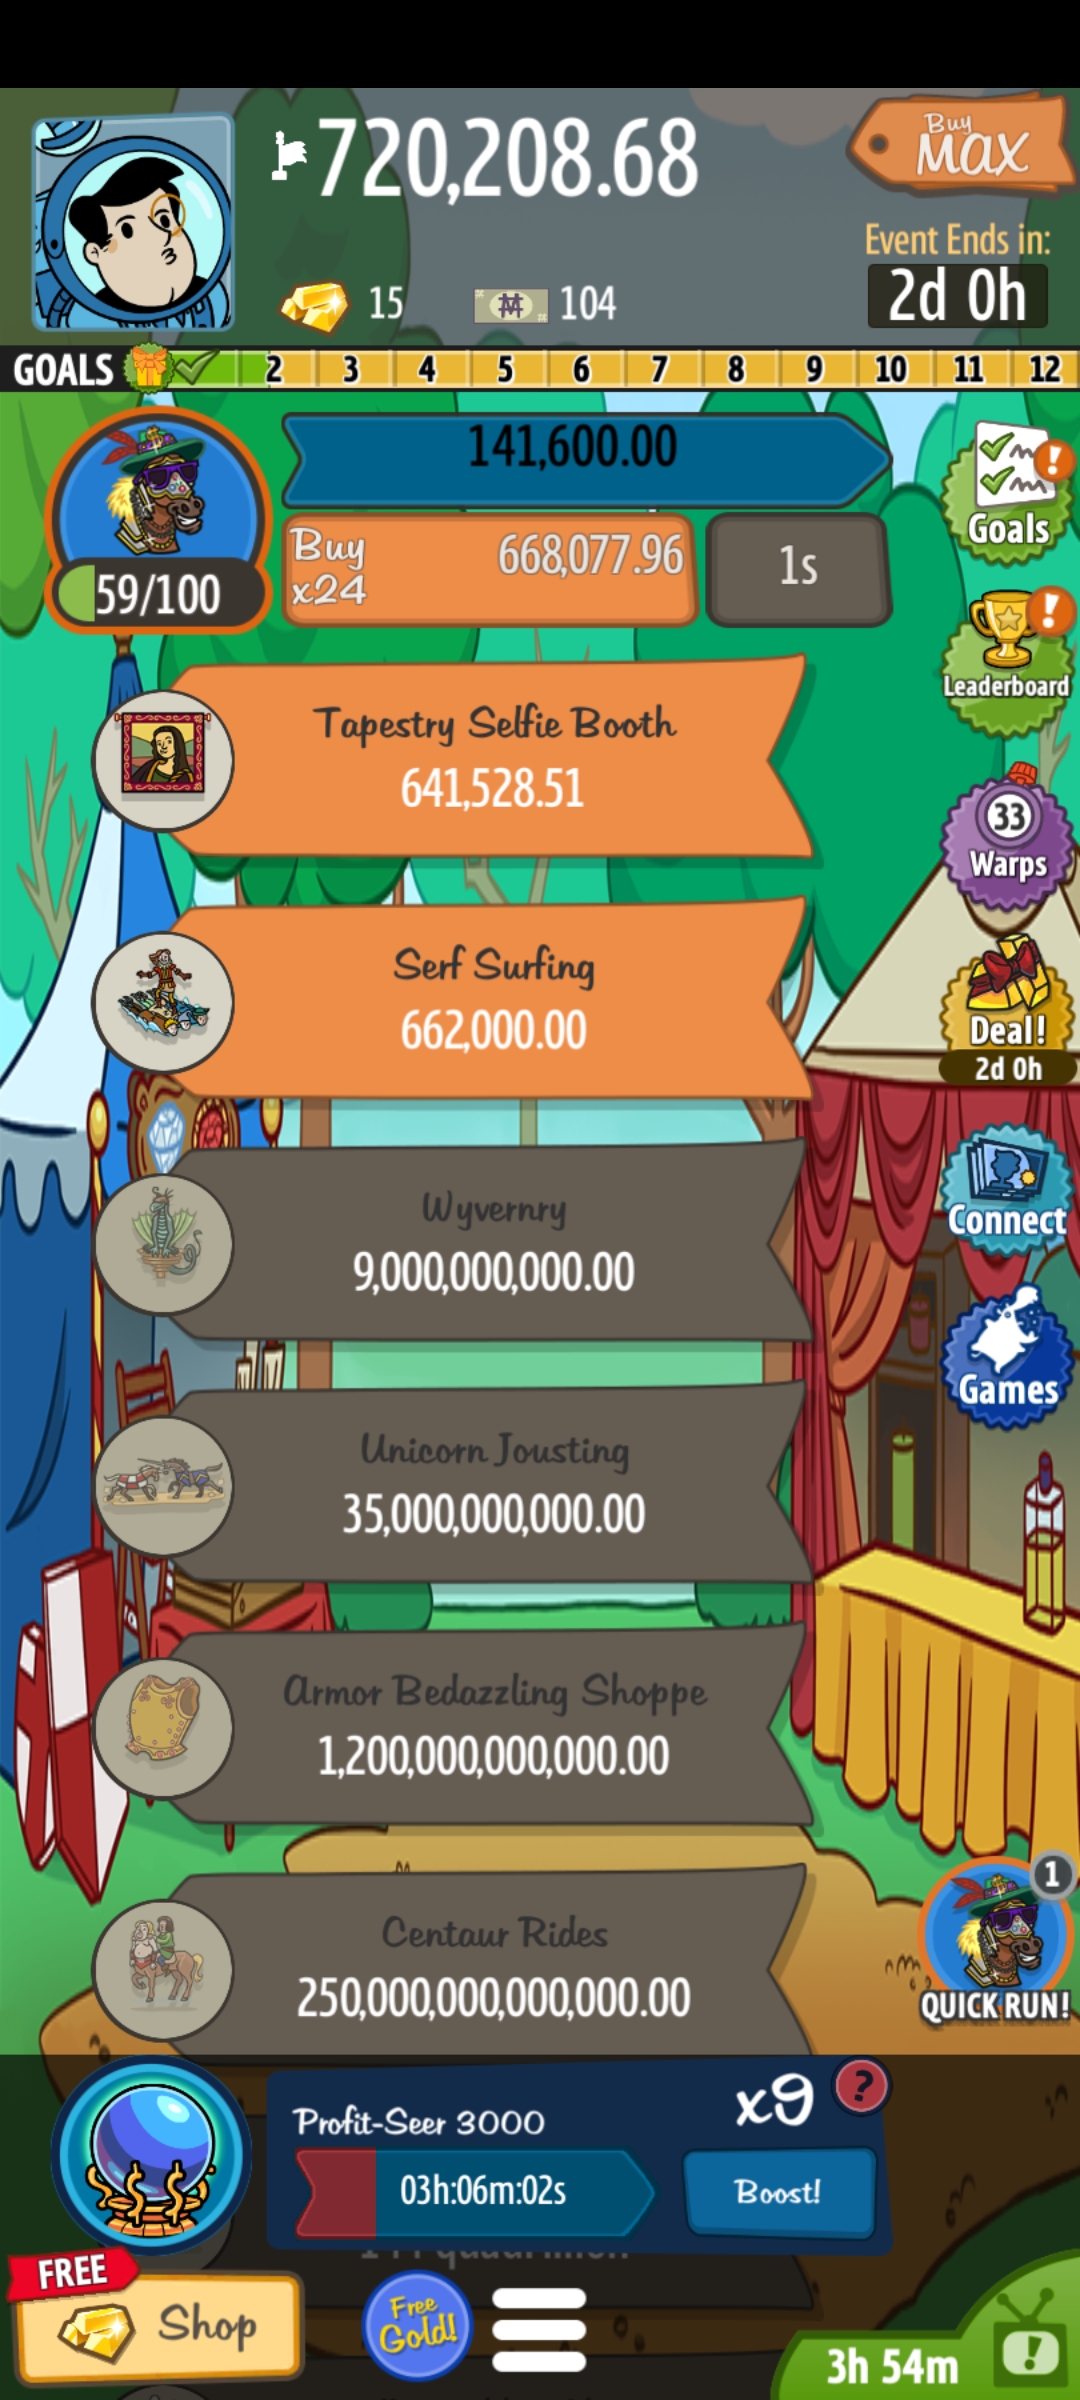 720,208.68
Buy
MAX
Event Ends in:
2d 0h
15
104
GOALS 2 3 4 5 6 7 8 9 10 11 12
141,600.00
59/100
Buy
x24
668,077.96
1s
Goals
Leaderboard
Tapestry Selfie Booth
641,528.51
33
Warps
Serf Surfing
662,000.00
Deal!
2d 0h
Wyvernry
9,000,000,000.00
Connect
Unicorn Jousting
35,000,000,000.00
Games
Armor Bedazzling Shoppe
1,200,000,000,000.00
Centaur Rides
250,000,000,000,000.00
1
QUICK RUN!
Profit-Seer 3000
x9
?
03h:06m:02s
Boost!
FREE
Shop
Free
Gold!
3h 54m